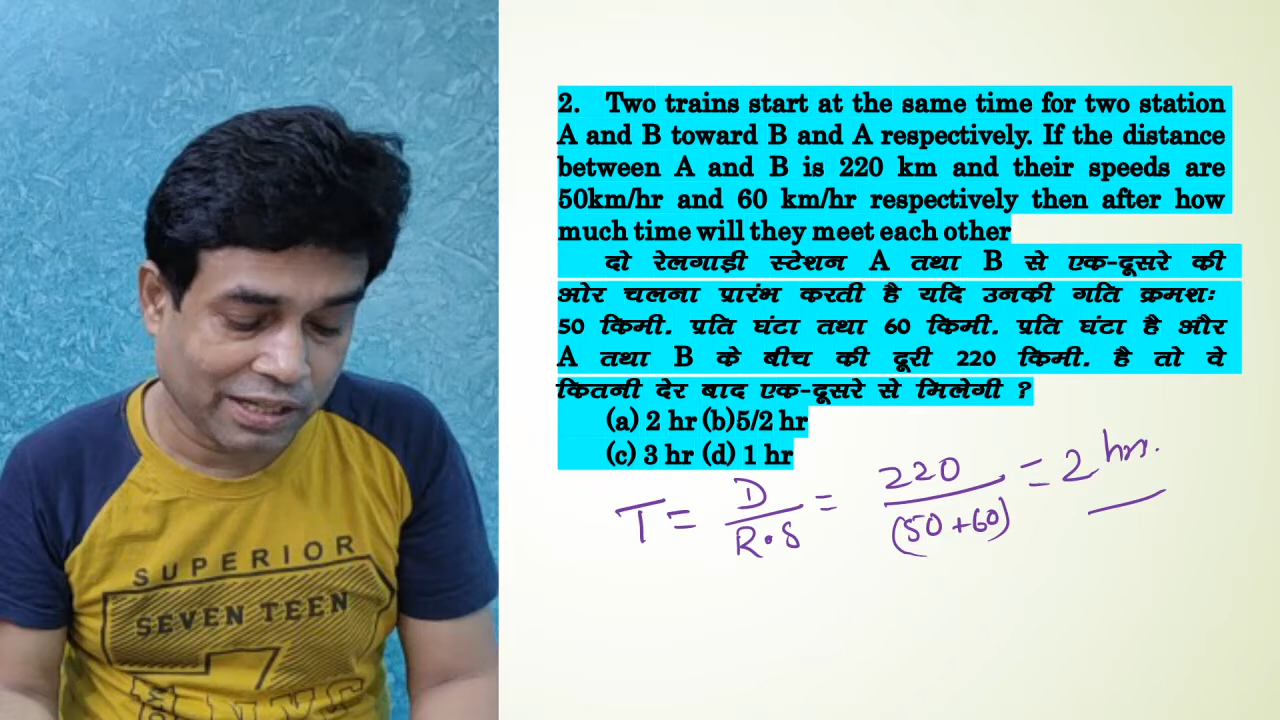 2. Two trains start at the same time for two station
A and B toward B and A respectively. If the distance
between A and B is 220 km and their speeds are
50km/hr and 60 km/hr respectively then after how
much time will they meet each other
दो रेलगाड़ी स्टेशन A तथा B से एक-दूसरे की
ओर चलना प्रारंभ करती है यदि उनकी गति क्रमशः
50 किमी. प्रति घंटा तथा 60 किमी. प्रति घंटा है और
A तथा B के बीच की दूरी 220 किमी. है तो वे
कितनी देर बाद एक-दूसरे से मिलेगी ?
(a) 2 hr (b)5/2 hr
(c) 3 hr (d) 1 hr
T = D / R.S = 220 / (50+60) = 2 hrs.
SUPERIOR
SEVEN TEEN
7